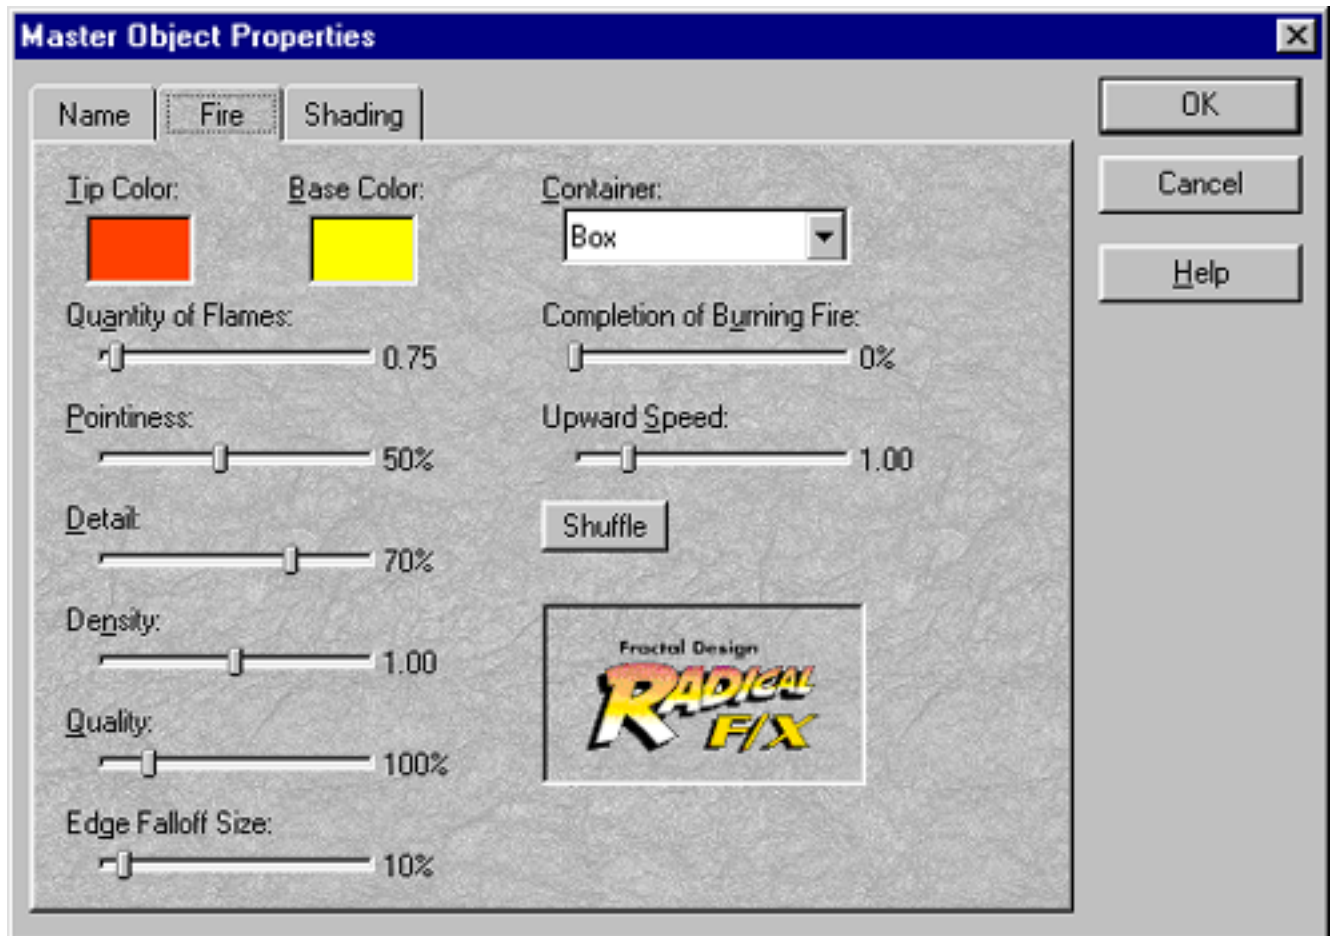 Master Object Properties
Name Fire Shading
OK
Cancel
Help
Tip Color: Base Color: Container:
Box
Quantity of Flames: Completion of Burning Fire:
0.75 0%
Pointiness: Upward Speed:
50% 1.00
Detail: Shuffle
70%
Density:
1.00
Fractal Design
RADICAL
F/X
Quality:
100%
Edge Falloff Size:
10%